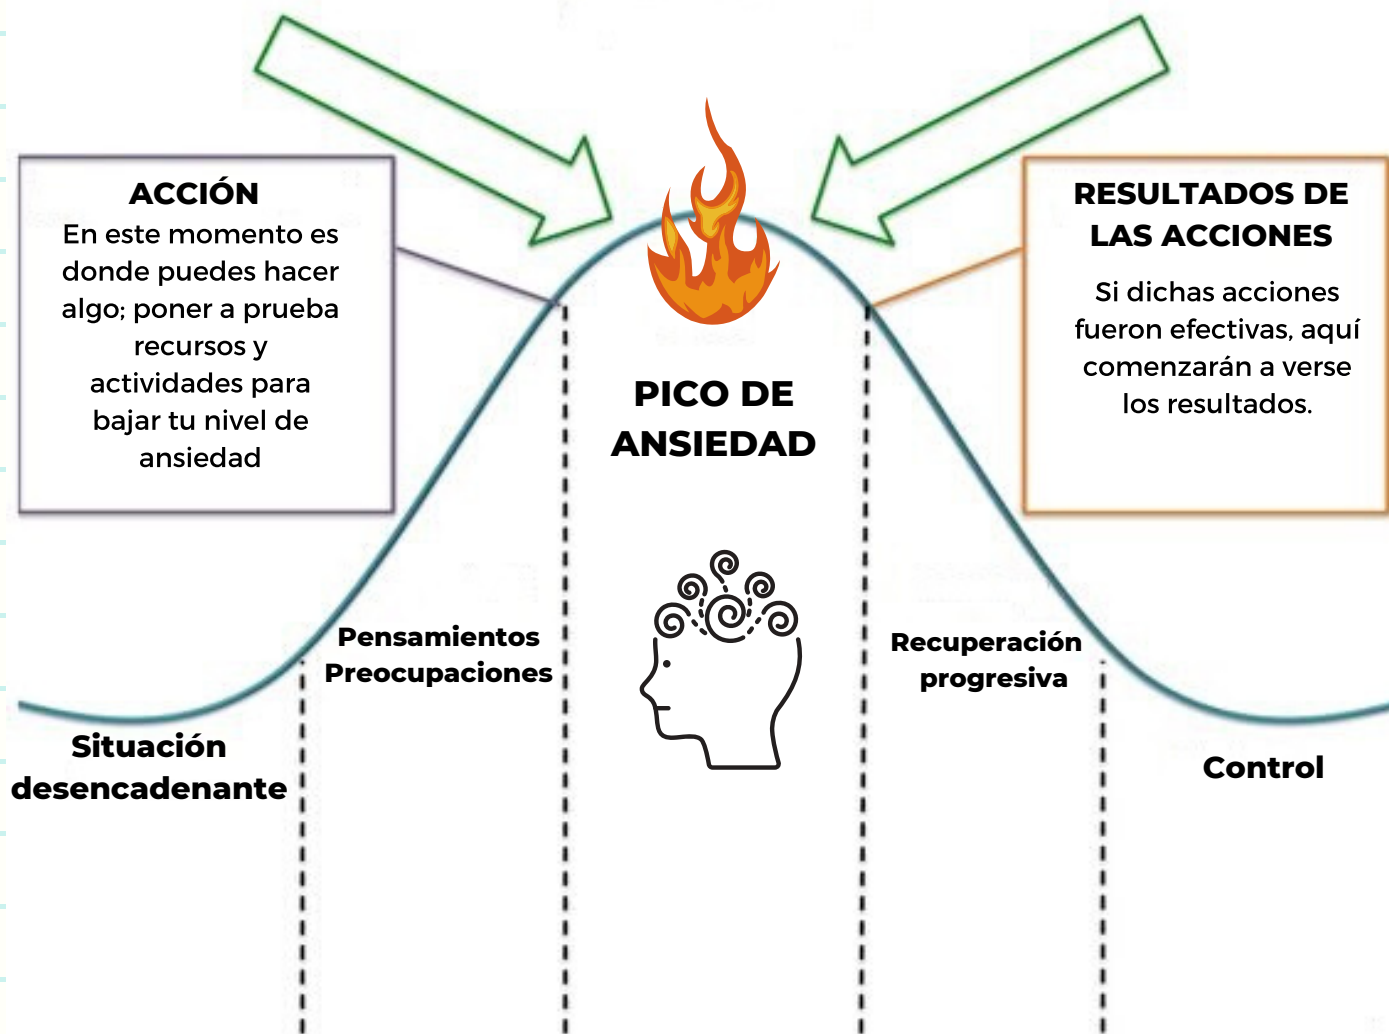 ACCIÓN
En este momento es
donde puedes hacer
algo; poner a prueba
recursos y
actividades para
bajar tu nivel de
ansiedad
RESULTADOS DE
LAS ACCIONES
Si dichas acciones
fueron efectivas, aquí
comenzarán a verse
los resultados.
PICO DE
ANSIEDAD
Pensamientos
Preocupaciones
Recuperación
progresiva
Situación
desencadenante
Control